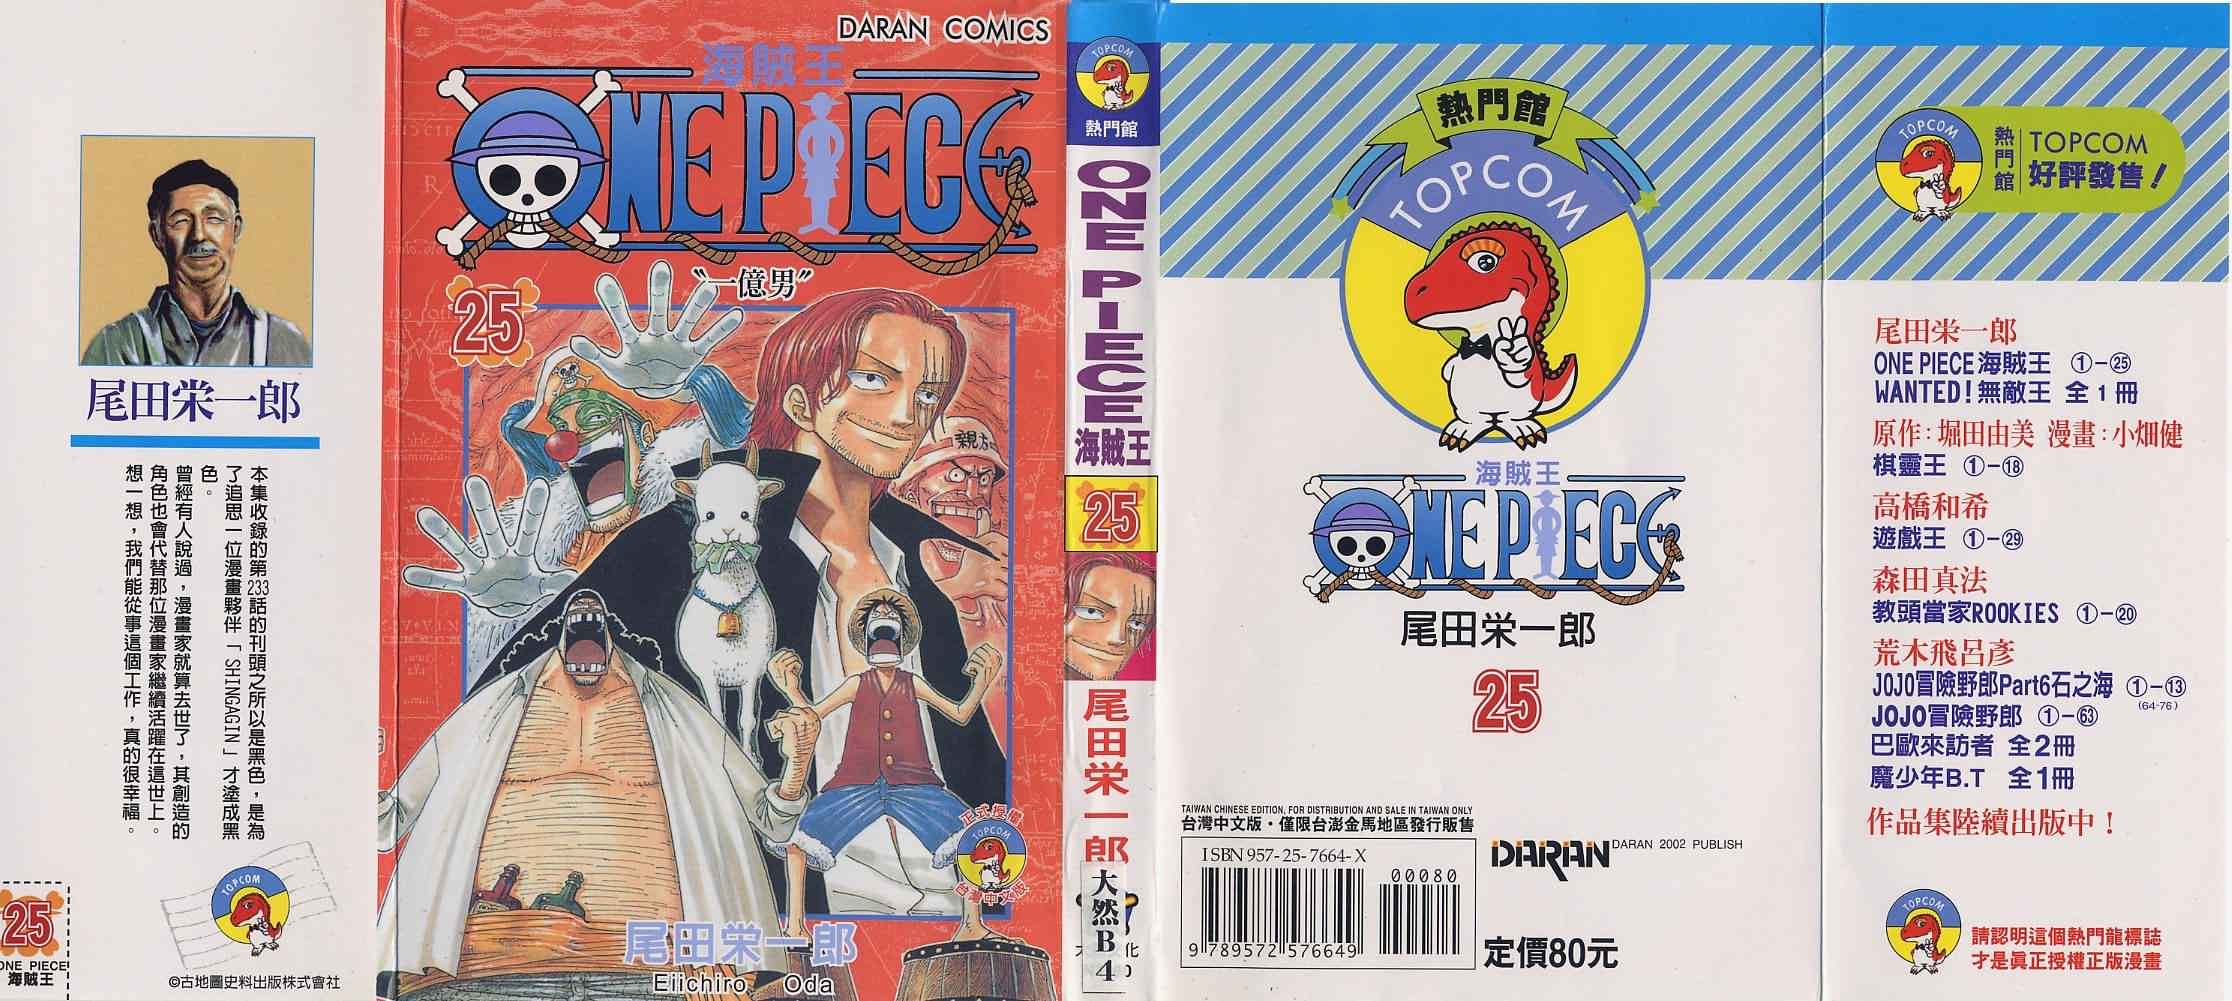 尾田栄一郎
本集收錄的第233話的刊頭之所以是黑色，是為
了追思一位漫畫夥伴「SHINGAGIN」才塗成黑
色。
曾經有人說過，漫畫家就算去世了，其創造的
角色也會代替那位漫畫家繼續活躍在這世上。
想一想，我們能從事這個工作，真的很幸福。
TOPCOM
25
ONE PIECE
海賊王
©古地圖史料出版株式會社
DARAN COMICS
海賊王
ONE PIECE
〝一億男〞
25
親方
正式授權
TOPCOM
台灣中文版
尾田栄一郎
Eiichiro Oda
TOPCOM
熱門館
ONE PIECE
海賊王
25
尾田栄一郎
大然B4
化
熱門館
TOPCOM
海賊王
ONE PIECE
尾田栄一郎
25
TAIWAN CHINESE EDITION, FOR DISTRIBUTION AND SALE IN TAIWAN ONLY
台灣中文版・僅限台澎金馬地區發行販售
ISBN 957-25-7664-X
00080
9 789572 576649
DARAN
DARAN 2002 PUBLISH
定價80元
TOPCOM
熱門館
TOPCOM
好評發售！
尾田栄一郎
ONE PIECE 海賊王 ①－㉕
WANTED！無敵王 全1冊
原作：堀田由美 漫畫：小畑健
棋靈王 ①－⑱
高橋和希
遊戲王 ①－㉙
森田真法
教頭當家ROOKIES ①－⑳
荒木飛呂彥
JOJO冒險野郎Part6石之海 ①－⑬
(64-76)
JOJO冒險野郎 ①－63
巴歐來訪者 全2冊
魔少年B.T 全1冊
作品集陸續出版中！
TOPCOM
請認明這個熱門龍標誌
才是真正授權正版漫畫